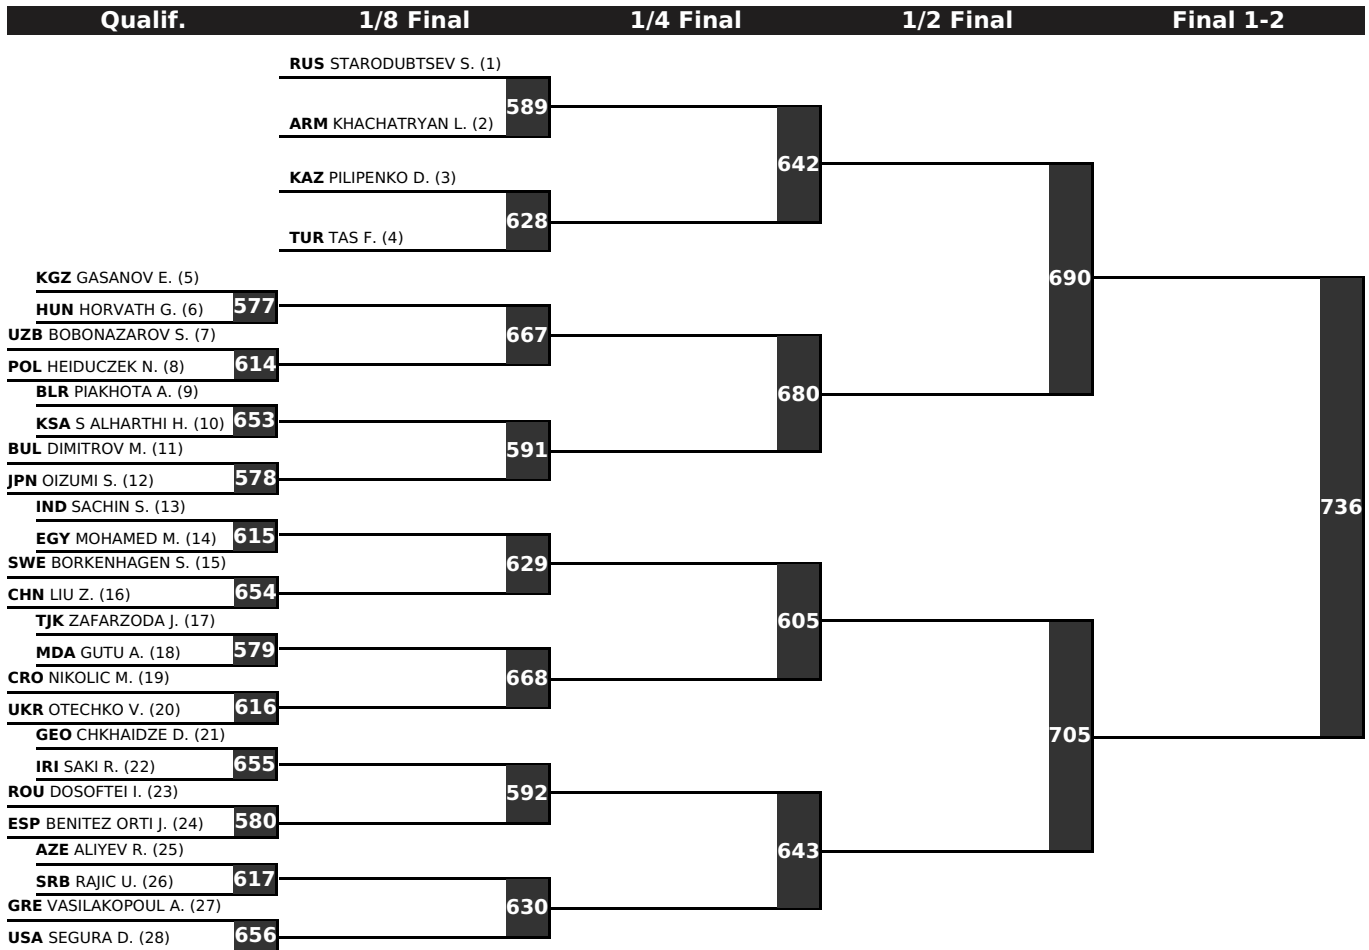 Qualif. 1/8 Final 1/4 Final 1/2 Final Final 1-2
RUS STARODUBTSEV S. (1)
589
ARM KHACHATRYAN L. (2)
642
KAZ PILIPENKO D. (3)
628
TUR TAS F. (4)
690
KGZ GASANOV E. (5)
577
HUN HORVATH G. (6)
667
UZB BOBONAZAROV S. (7)
614
POL HEIDUCZEK N. (8)
680
BLR PIAKHOTA A. (9)
653
KSA S ALHARTHI H. (10)
591
BUL DIMITROV M. (11)
578
JPN OIZUMI S. (12)
736
IND SACHIN S. (13)
615
EGY MOHAMED M. (14)
629
SWE BORKENHAGEN S. (15)
654
CHN LIU Z. (16)
605
TJK ZAFARZODA J. (17)
579
MDA GUTU A. (18)
668
CRO NIKOLIC M. (19)
616
UKR OTECHKO V. (20)
705
GEO CHKHAIDZE D. (21)
655
IRI SAKI R. (22)
592
ROU DOSOFTEI I. (23)
580
ESP BENITEZ ORTI J. (24)
643
AZE ALIYEV R. (25)
617
SRB RAJIC U. (26)
630
GRE VASILAKOPOUL A. (27)
656
USA SEGURA D. (28)